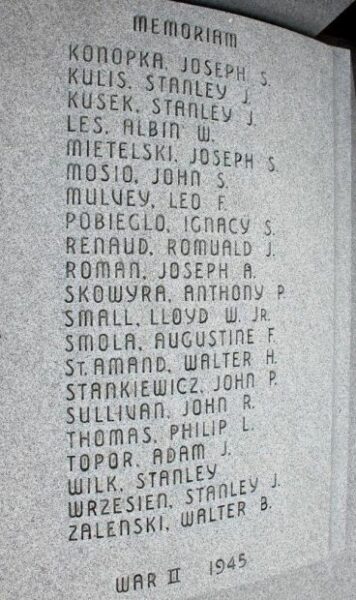 MEMORIAM
KONOPKA, JOSEPH S.
KULIS, STANLEY J.
KUSEK, STANLEY J.
LES, ALBIN W.
MIETELSKI, JOSEPH S.
MOSIO, JOHN S.
MULVEY, LEO F.
POBIEGLO, IGNACY S.
RENAUD, ROMUALD J.
ROMAN, JOSEPH A.
SKOWYRA, ANTHONY P.
SMALL, LLOYD W. JR.
SMOLA, AUGUSTINE F.
ST. AMAND, WALTER H.
STANKIEWICZ, JOHN P.
SULLIVAN, JOHN R.
THOMAS, PHILIP L.
TOPOR, ADAM J.
WILK, STANLEY
WRZESIEN, STANLEY J.
ZALENSKI, WALTER B.
WAR II 1945